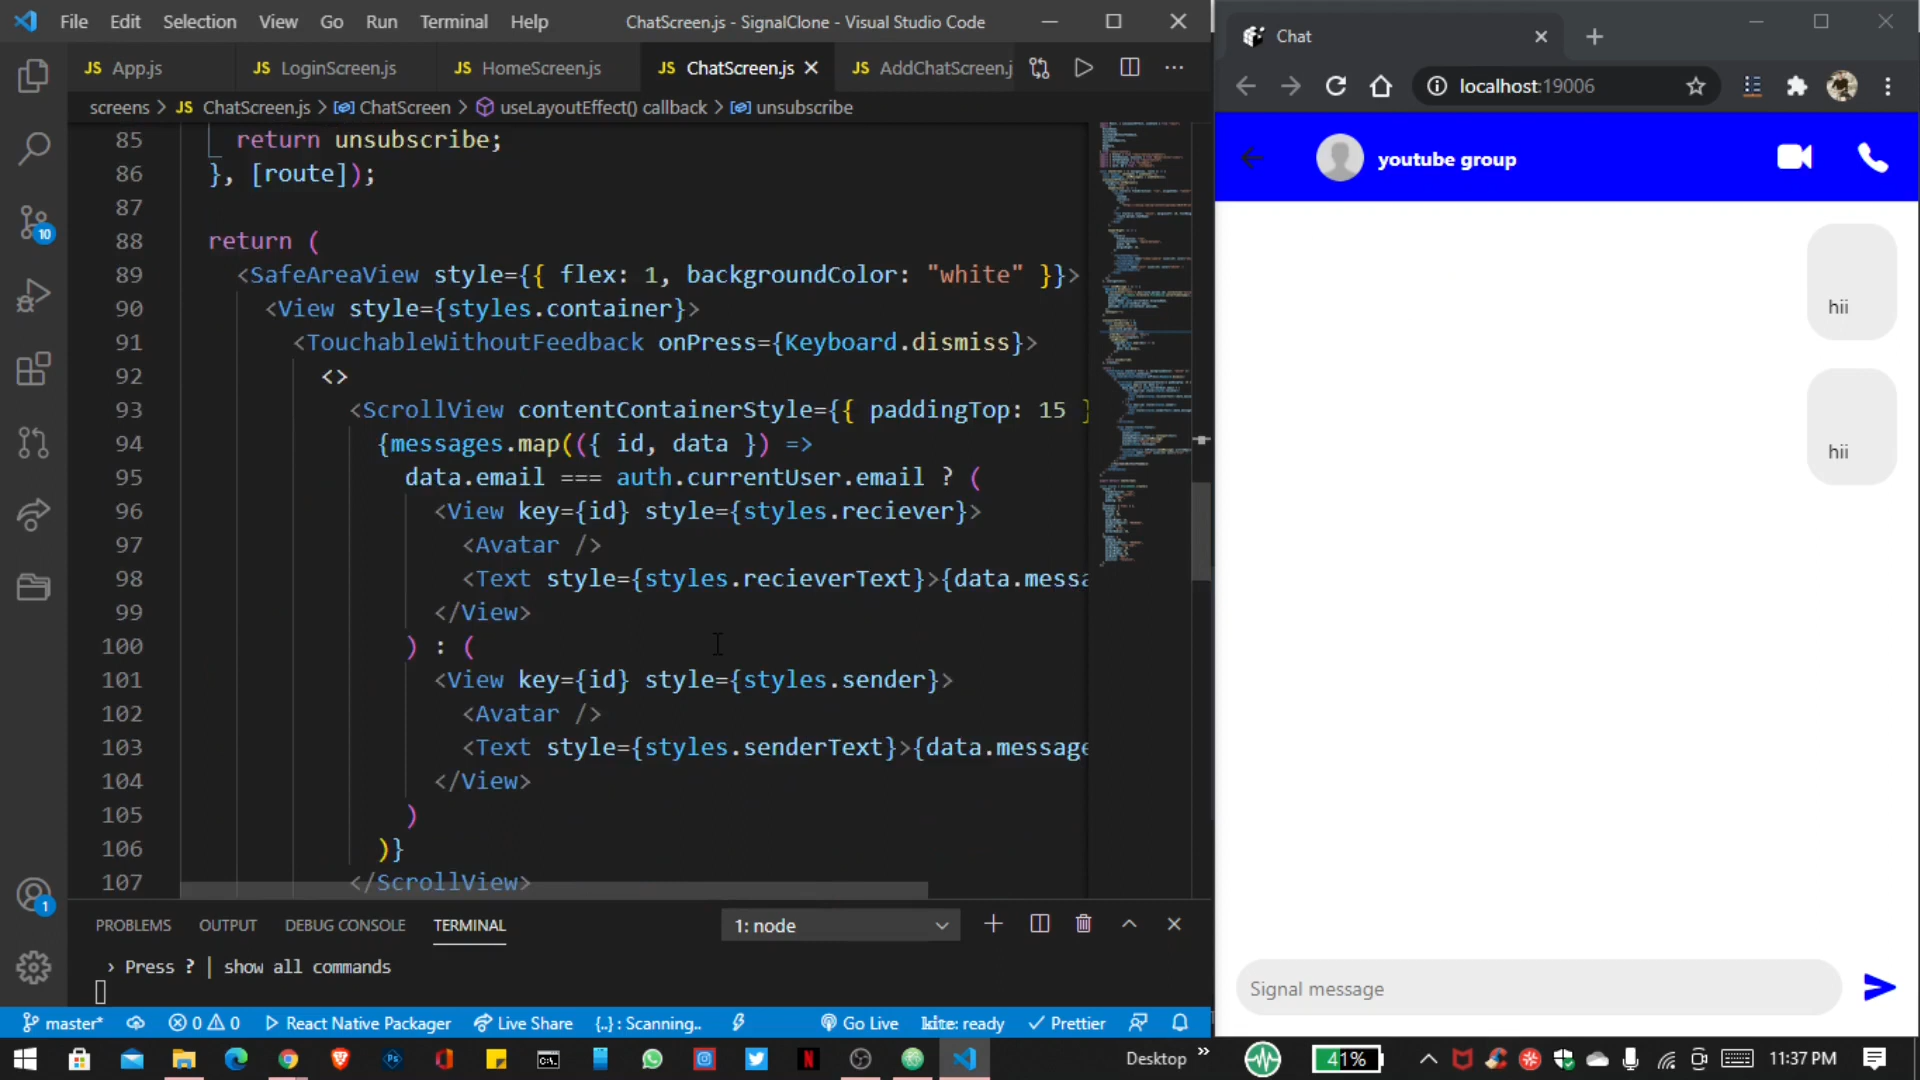 File Edit Selection View Go Run Terminal Help ChatScreen.js - SignalClone - Visual Studio Code
JS App.js JS LoginScreen.js JS HomeScreen.js JS ChatScreen.js JS AddChatScreen.j
screens > JS ChatScreen.js > ChatScreen > useLayoutEffect() callback > unsubscribe
85 return unsubscribe;
86 }, [route]);
87
88 return (
89 <SafeAreaView style={{ flex: 1, backgroundColor: "white" }}>
90 <View style={styles.container}>
91 <TouchableWithoutFeedback onPress={Keyboard.dismiss}>
92 <>
93 <ScrollView contentContainerStyle={{ paddingTop: 15 }
94 {messages.map(({ id, data }) =>
95 data.email === auth.currentUser.email ? (
96 <View key={id} style={styles.reciever}>
97 <Avatar />
98 <Text style={styles.recieverText}>{data.messa
99 </View>
100 ) : (
101 <View key={id} style={styles.sender}>
102 <Avatar />
103 <Text style={styles.senderText}>{data.message
104 </View>
105 )
106 )}
107 </ScrollView>
PROBLEMS OUTPUT DEBUG CONSOLE TERMINAL 1: node
› Press ? | show all commands
master* 0 0 React Native Packager Live Share {..} : Scanning.. Go Live kite: ready Prettier
10
1
Chat
localhost:19006
youtube group
hii
hii
Signal message
Desktop » 41% 11:37 PM